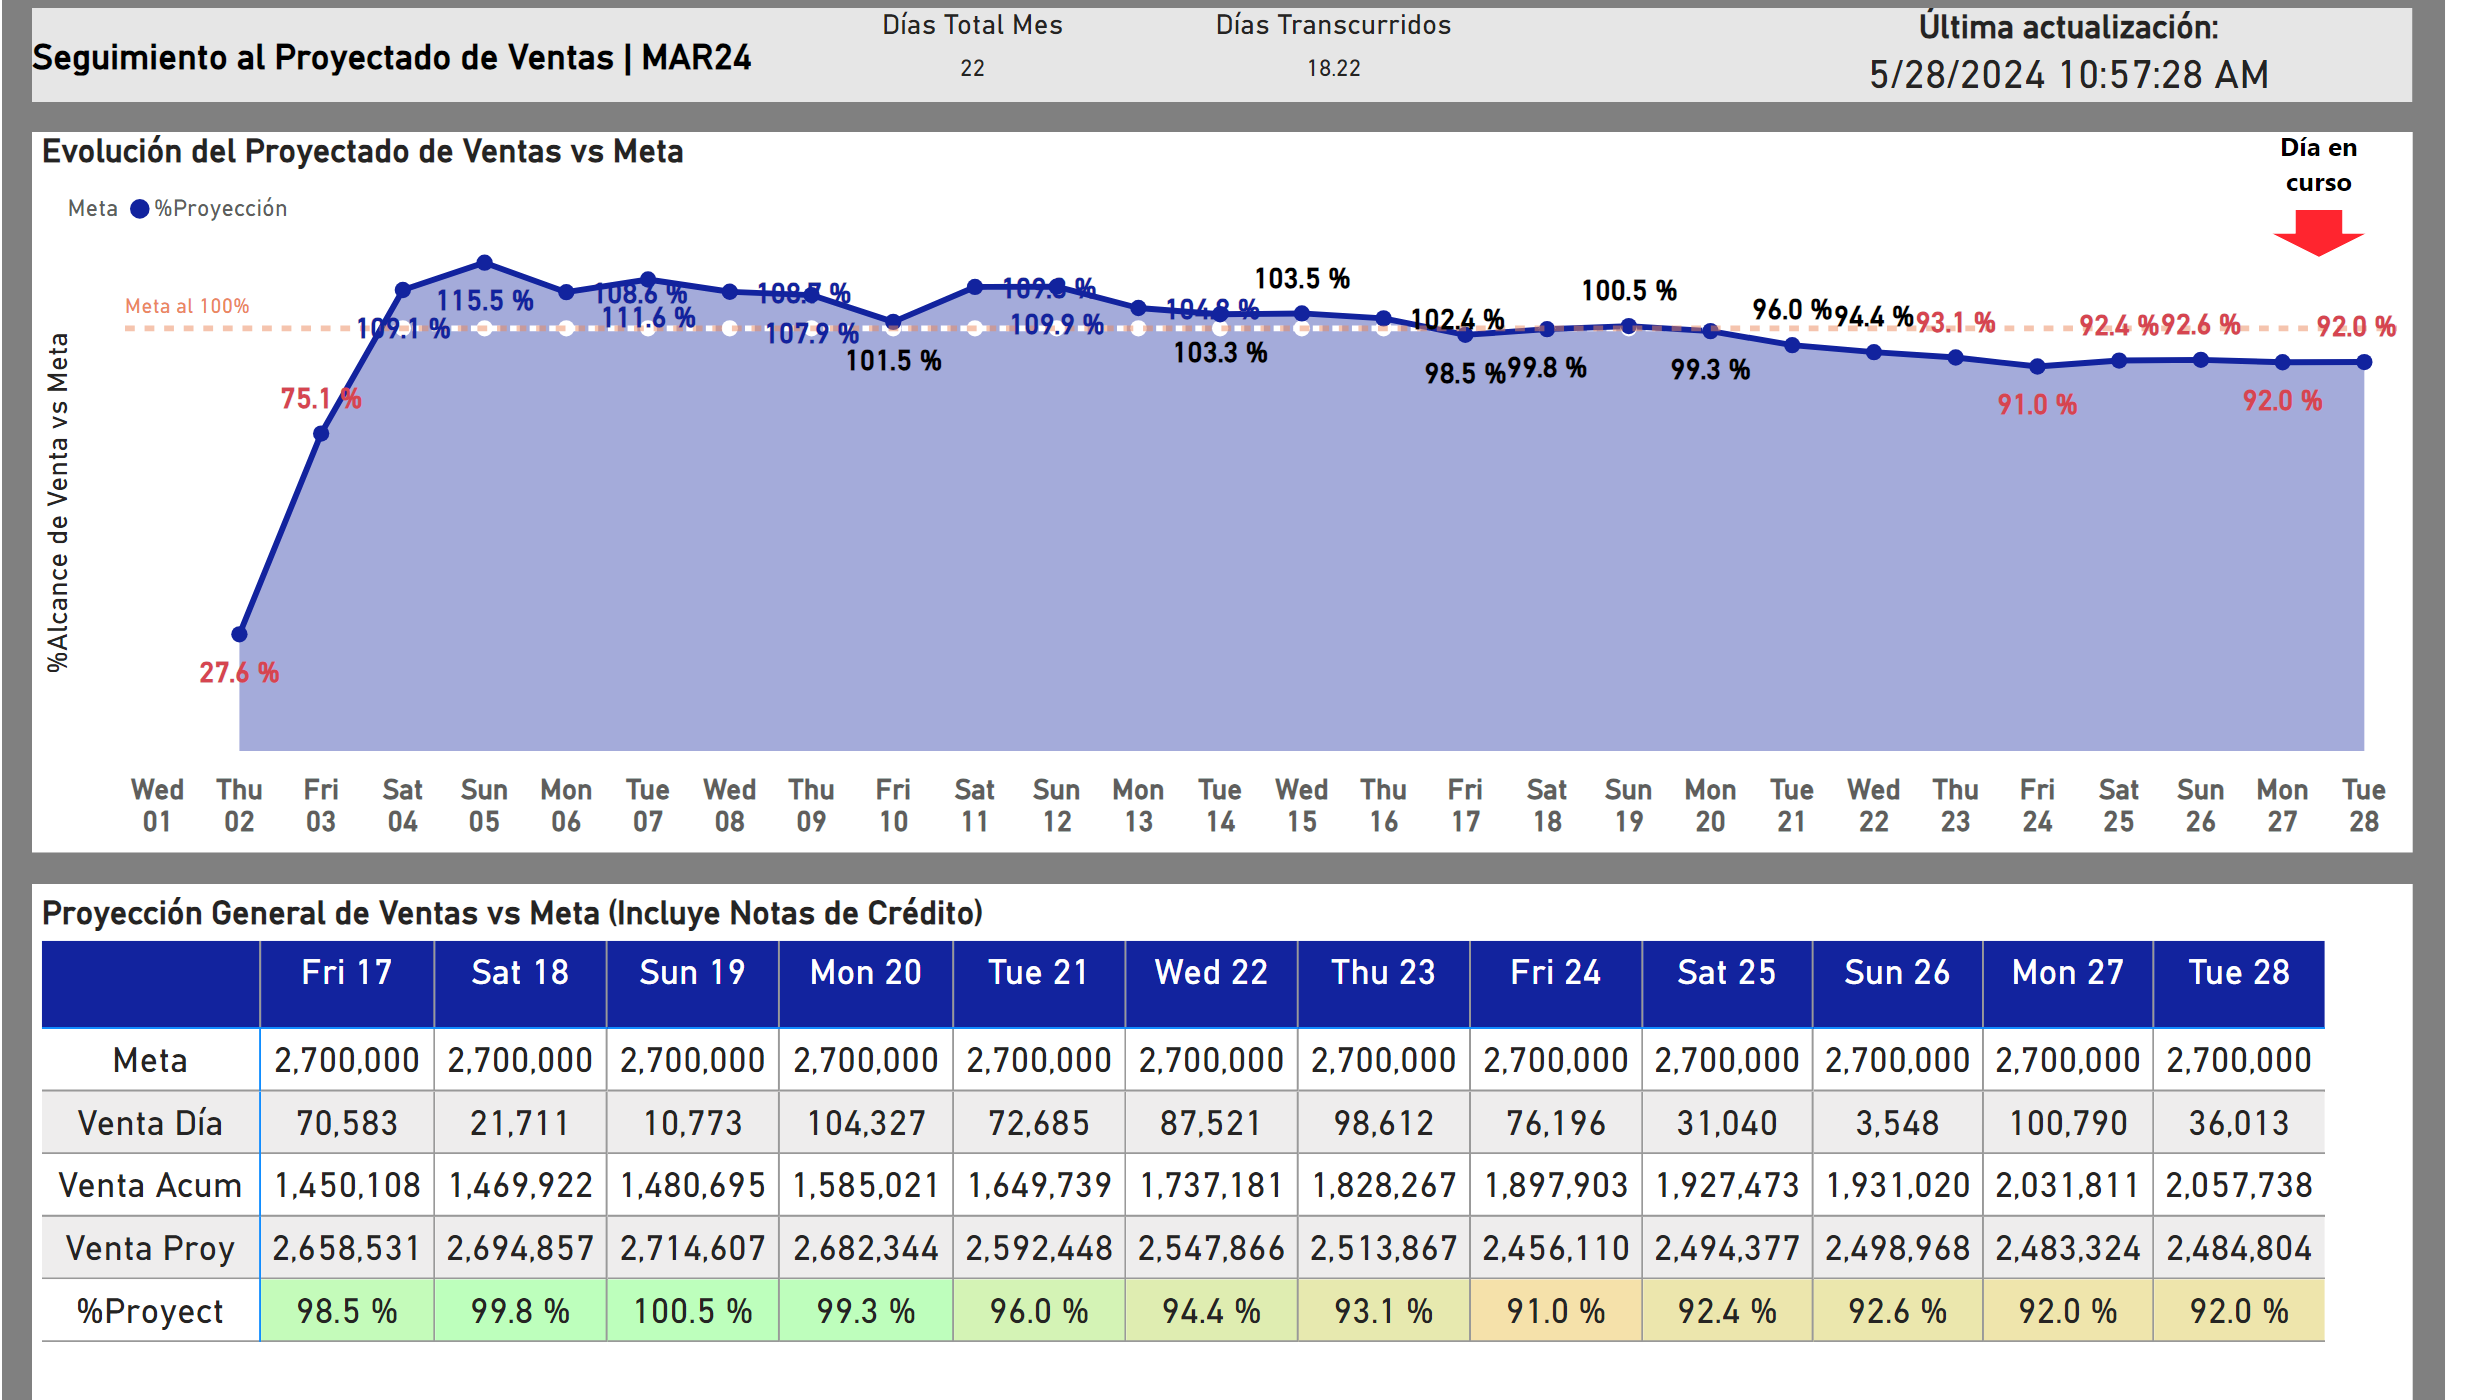 Seguimiento al Proyectado de Ventas | MAR24
Días Total Mes
22
Días Transcurridos
18.22
Última actualización:
5/28/2024 10:57:28 AM
Evolución del Proyectado de Ventas vs Meta
Día en
curso
Meta %Proyección
%Alcance de Venta vs Meta
Meta al 100%
27.6 %
75.1 %
109.1 %
115.5 %
108.6 %
111.6 %
108.7 %
107.9 %
101.5 %
109.9 %
103.3 %
103.5 %
102.4 %
98.5 %
99.8 %
100.5 %
99.3 %
96.0 %
94.4 %
93.1 %
91.0 %
92.4 %
92.6 %
92.0 %
92.0 %
Wed Thu Fri Sat Sun Mon Tue Wed Thu Fri Sat Sun Mon Tue Wed Thu Fri Sat Sun Mon Tue Wed Thu Fri Sat Sun Mon Tue
01 02 03 04 05 06 07 08 09 10 11 12 13 14 15 16 17 18 19 20 21 22 23 24 25 26 27 28
Proyección General de Ventas vs Meta (Incluye Notas de Crédito)
Fri 17 Sat 18 Sun 19 Mon 20 Tue 21 Wed 22 Thu 23 Fri 24 Sat 25 Sun 26 Mon 27 Tue 28
Meta 2,700,000 2,700,000 2,700,000 2,700,000 2,700,000 2,700,000 2,700,000 2,700,000 2,700,000 2,700,000 2,700,000 2,700,000
Venta Día 70,583 21,711 10,773 104,327 72,685 87,521 98,612 76,196 31,040 3,548 100,790 36,013
Venta Acum 1,450,108 1,469,922 1,480,695 1,585,021 1,649,739 1,737,181 1,828,267 1,897,903 1,927,473 1,931,020 2,031,811 2,057,738
Venta Proy 2,658,531 2,694,857 2,714,607 2,682,344 2,592,448 2,547,866 2,513,867 2,456,110 2,494,377 2,498,968 2,483,324 2,484,804
%Proyect 98.5 % 99.8 % 100.5 % 99.3 % 96.0 % 94.4 % 93.1 % 91.0 % 92.4 % 92.6 % 92.0 % 92.0 %